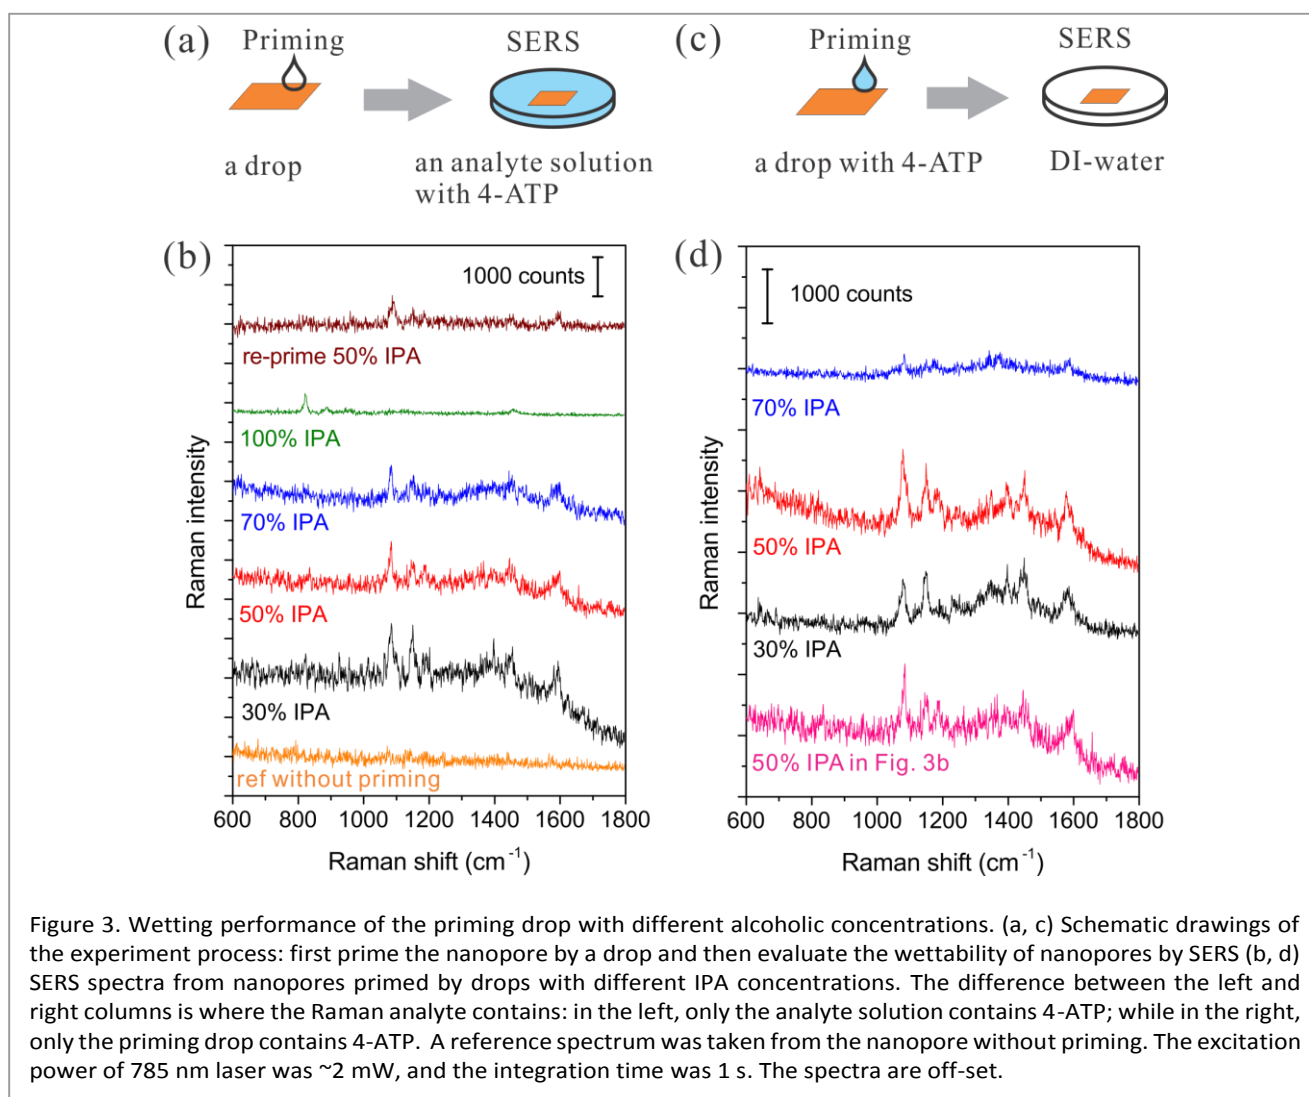 (a)
Priming
SERS
a drop
an analyte solution
with 4-ATP
(c)
Priming
SERS
a drop with 4-ATP
DI-water
(b)
1000 counts
re-prime 50% IPA
100% IPA
70% IPA
50% IPA
30% IPA
ref without priming
Raman intensity
600 800 1000 1200 1400 1600 1800
Raman shift (cm⁻¹)
(d)
1000 counts
70% IPA
50% IPA
30% IPA
50% IPA in Fig. 3b
Raman intensity
600 800 1000 1200 1400 1600 1800
Raman shift (cm⁻¹)
Figure 3. Wetting performance of the priming drop with different alcoholic concentrations. (a, c) Schematic drawings of
the experiment process: first prime the nanopore by a drop and then evaluate the wettability of nanopores by SERS (b, d)
SERS spectra from nanopores primed by drops with different IPA concentrations. The difference between the left and
right columns is where the Raman analyte contains: in the left, only the analyte solution contains 4-ATP; while in the right,
only the priming drop contains 4-ATP. A reference spectrum was taken from the nanopore without priming. The excitation
power of 785 nm laser was ~2 mW, and the integration time was 1 s. The spectra are off-set.